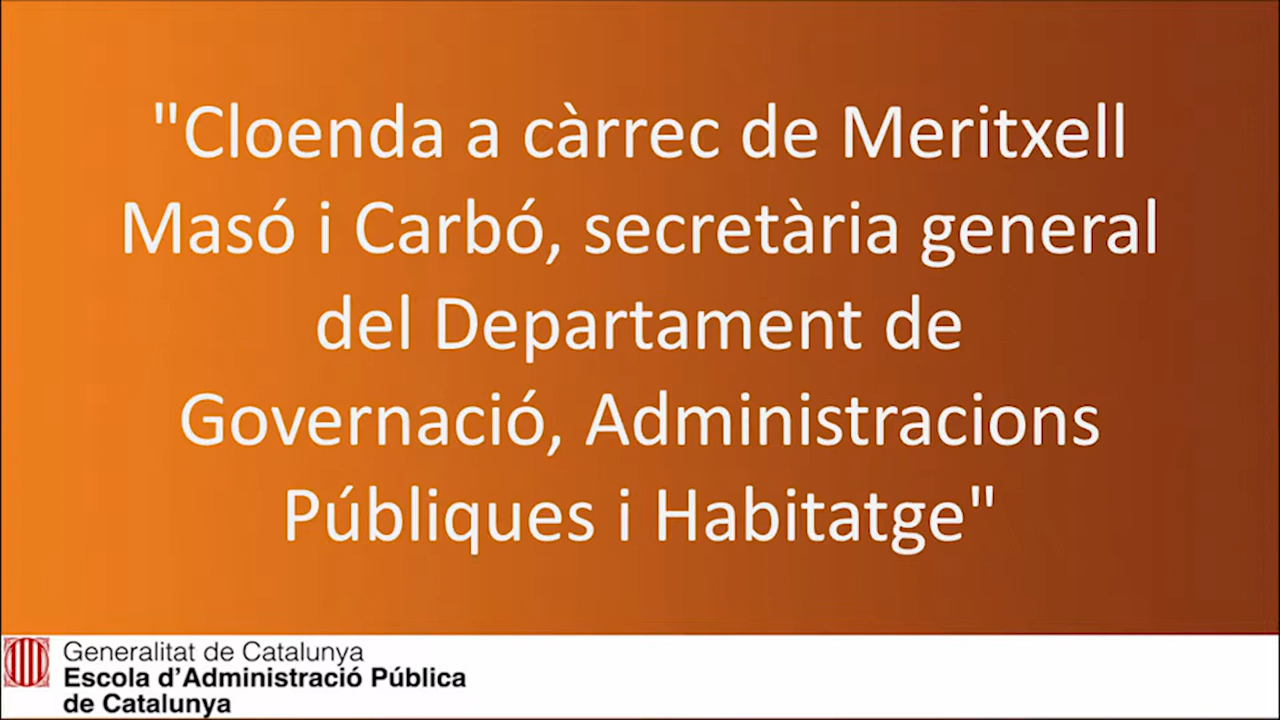 "Cloenda a càrrec de Meritxell
Masó i Carbó, secretària general
del Departament de
Governació, Administracions
Públiques i Habitatge"
Generalitat de Catalunya
Escola d'Administració Pública
de Catalunya